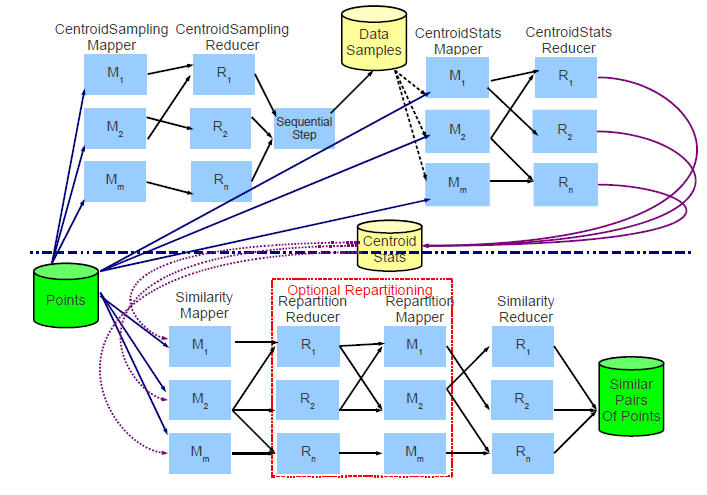 CentroidSampling
Mapper
CentroidSampling
Reducer
Data
Samples
CentroidStats
Mapper
CentroidStats
Reducer
M1
R1
M1
R1
M2
R2
Sequential
Step
M2
R2
Mm
Rn
Mm
Rn
Centroid
Stats
Points
Optional Repartitioning
Similarity
Mapper
Repartition
Reducer
Repartition
Mapper
Similarity
Reducer
M1
R1
M1
R1
M2
R2
M2
R2
Similar
Pairs
Of Points
Mm
Rn
Mm
Rn